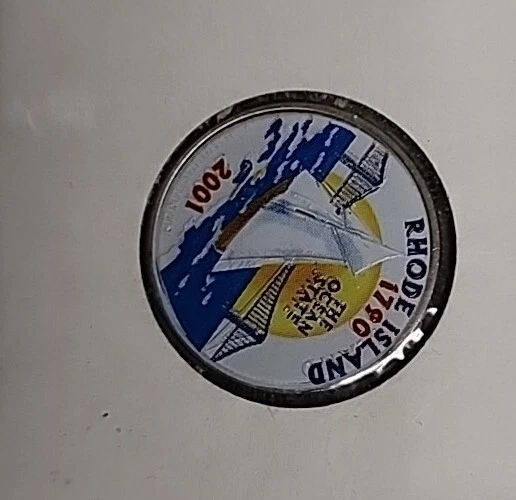 RHODE ISLAND
1790
THE
OCEAN
STATE
2001